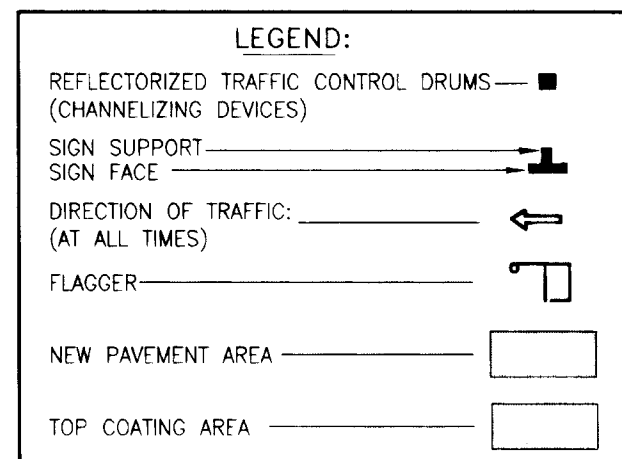 LEGEND:
REFLECTORIZED TRAFFIC CONTROL DRUMS
(CHANNELIZING DEVICES)
SIGN SUPPORT
SIGN FACE
DIRECTION OF TRAFFIC:
(AT ALL TIMES)
FLAGGER
NEW PAVEMENT AREA
TOP COATING AREA